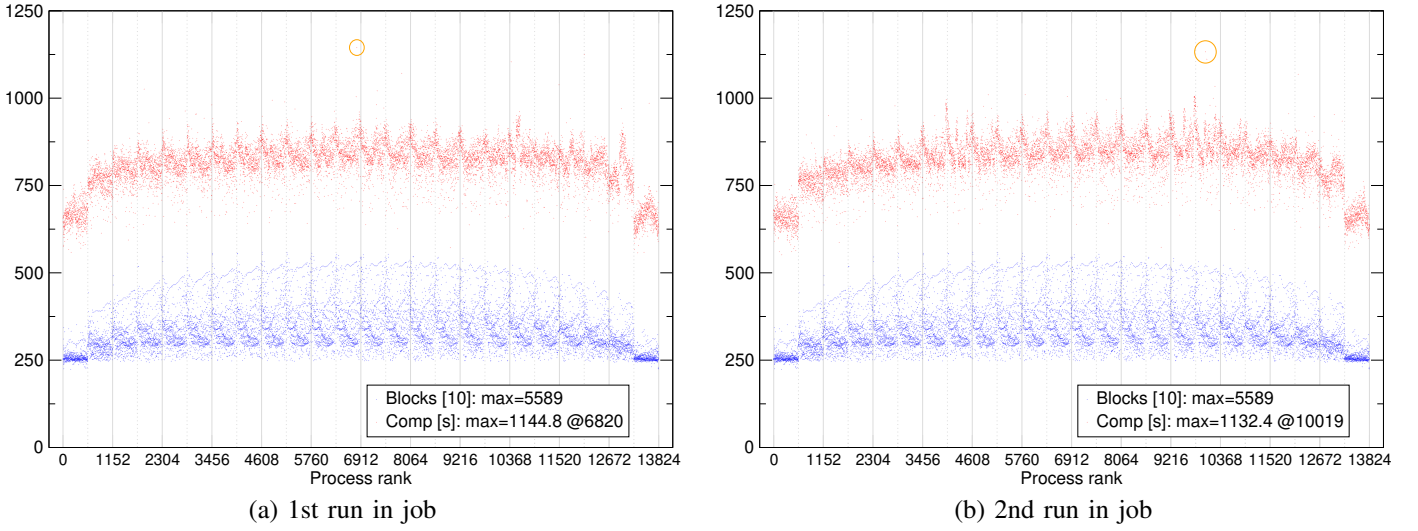 1250
1000
750
500
250
0
Blocks [10]: max=5589
Comp [s]: max=1144.8 @6820
0 1152 2304 3456 4608 5760 6912 8064 9216 10368 11520 12672 13824
Process rank
(a) 1st run in job
1250
1000
750
500
250
0
Blocks [10]: max=5589
Comp [s]: max=1132.4 @10019
0 1152 2304 3456 4608 5760 6912 8064 9216 10368 11520 12672 13824
Process rank
(b) 2nd run in job